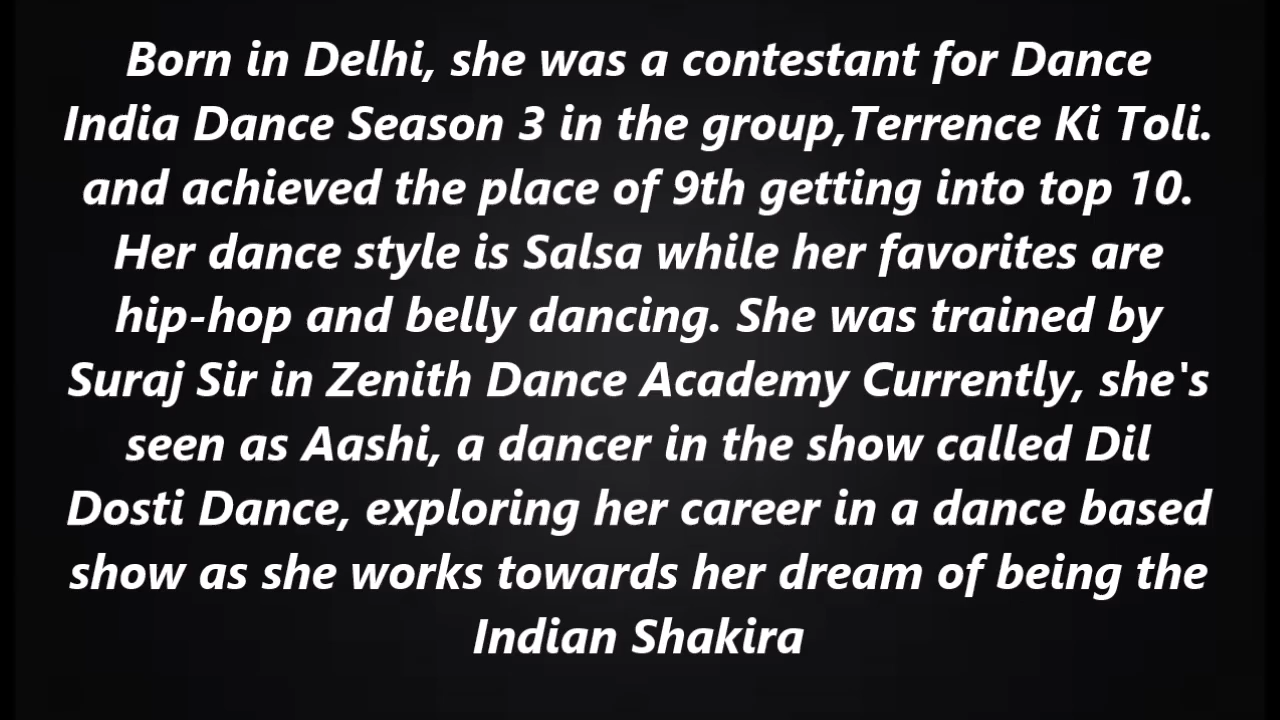 Born in Delhi, she was a contestant for Dance
India Dance Season 3 in the group,Terrence Ki Toli.
and achieved the place of 9th getting into top 10.
Her dance style is Salsa while her favorites are
hip-hop and belly dancing. She was trained by
Suraj Sir in Zenith Dance Academy Currently, she's
seen as Aashi, a dancer in the show called Dil
Dosti Dance, exploring her career in a dance based
show as she works towards her dream of being the
Indian Shakira